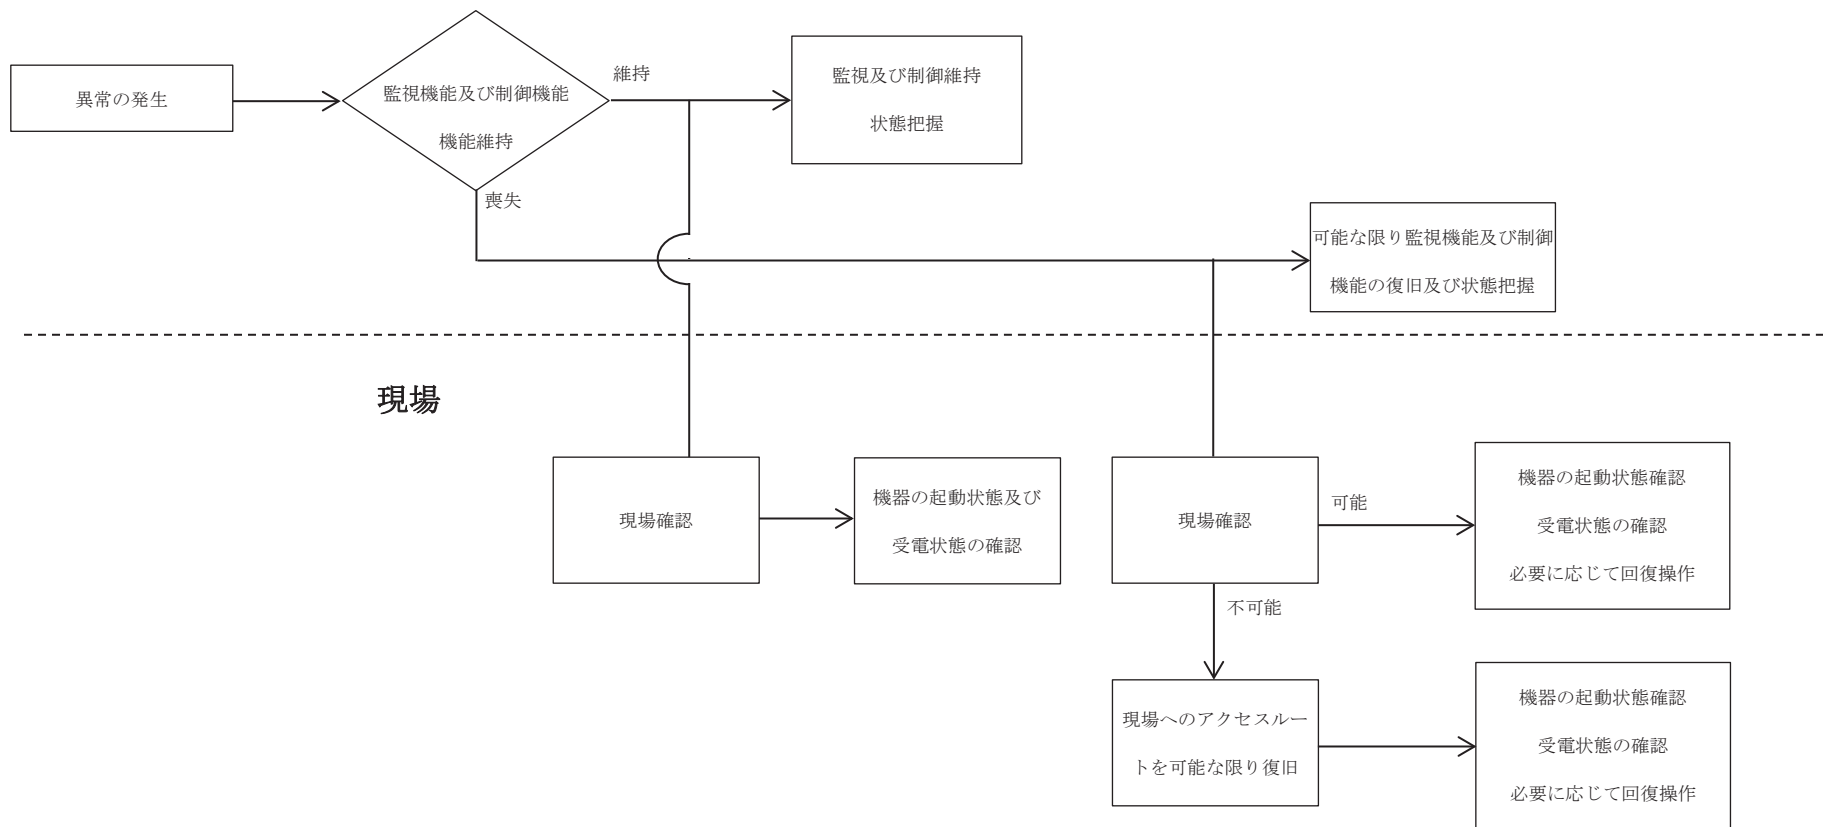 異常の発生
監視機能及び制御機能
機能維持
維持
監視及び制御維持
状態把握
喪失
可能な限り監視機能及び制御
機能の復旧及び状態把握
現場
現場確認
機器の起動状態及び
受電状態の確認
現場確認
可能
機器の起動状態確認
受電状態の確認
必要に応じて回復操作
不可能
現場へのアクセスルー
トを可能な限り復旧
機器の起動状態確認
受電状態の確認
必要に応じて回復操作